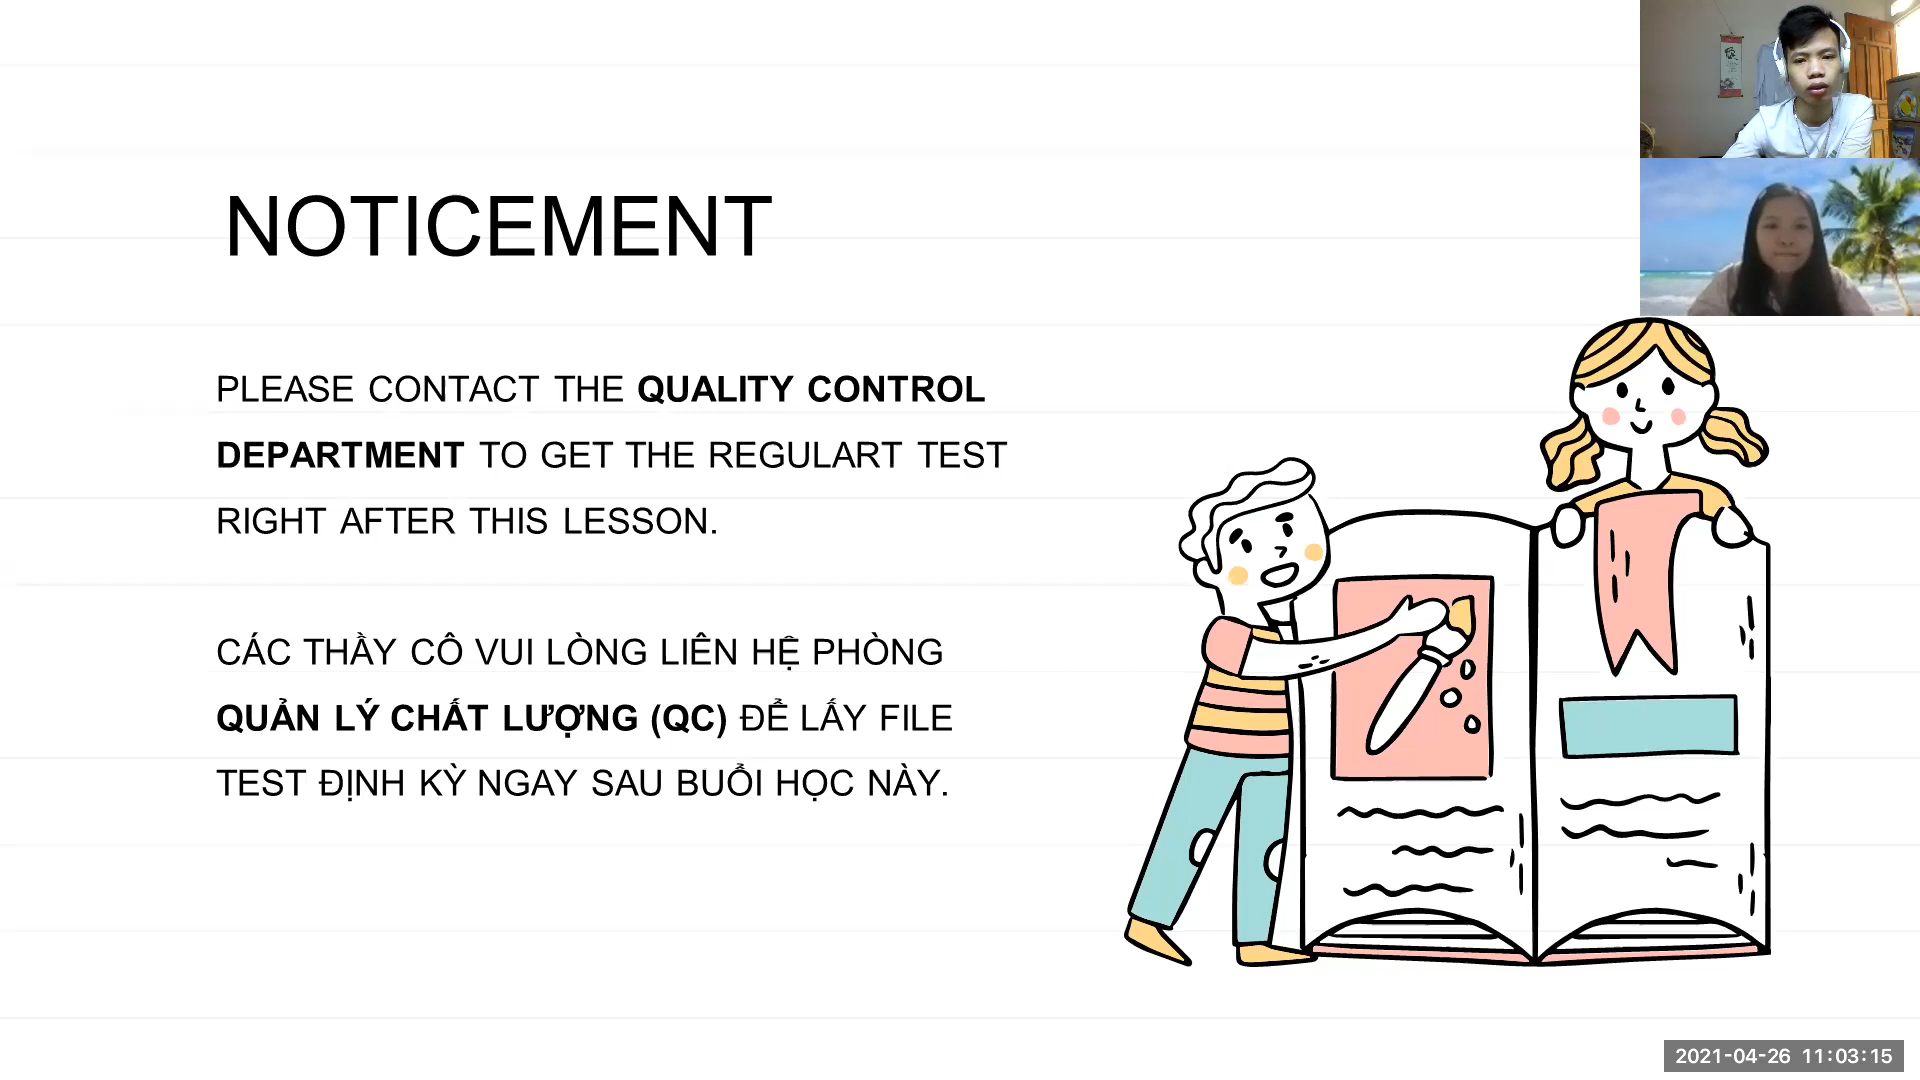 NOTICEMENT
PLEASE CONTACT THE QUALITY CONTROL
DEPARTMENT TO GET THE REGULART TEST
RIGHT AFTER THIS LESSON.
CÁC THẦY CÔ VUI LÒNG LIÊN HỆ PHÒNG
QUẢN LÝ CHẤT LƯỢNG (QC) ĐỂ LẤY FILE
TEST ĐỊNH KỲ NGAY SAU BUỔI HỌC NÀY.
2021-04-26 11:03:15